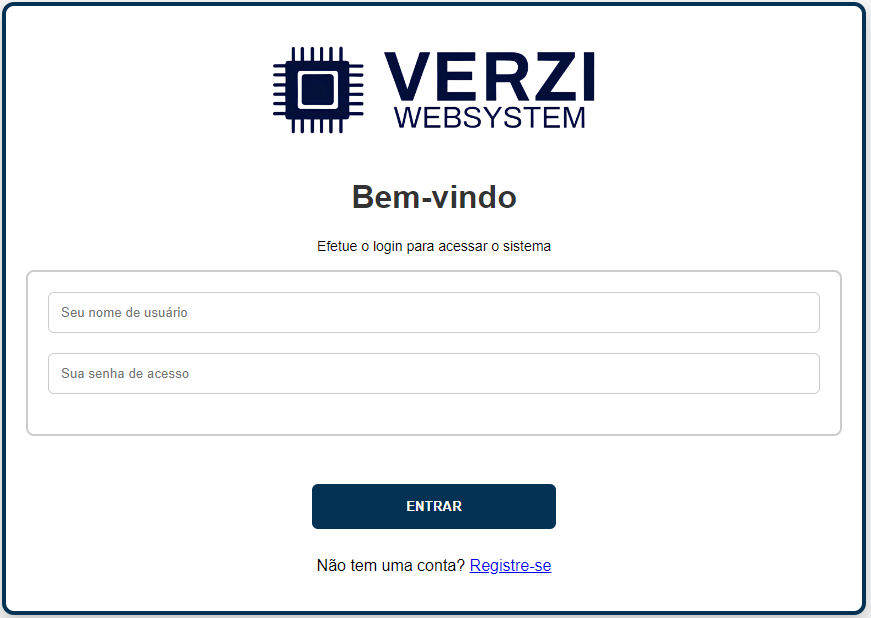 VERZI
WEBSYSTEM
Bem-vindo
Efetue o login para acessar o sistema
Seu nome de usuário
Sua senha de acesso
ENTRAR
Não tem uma conta? Registre-se